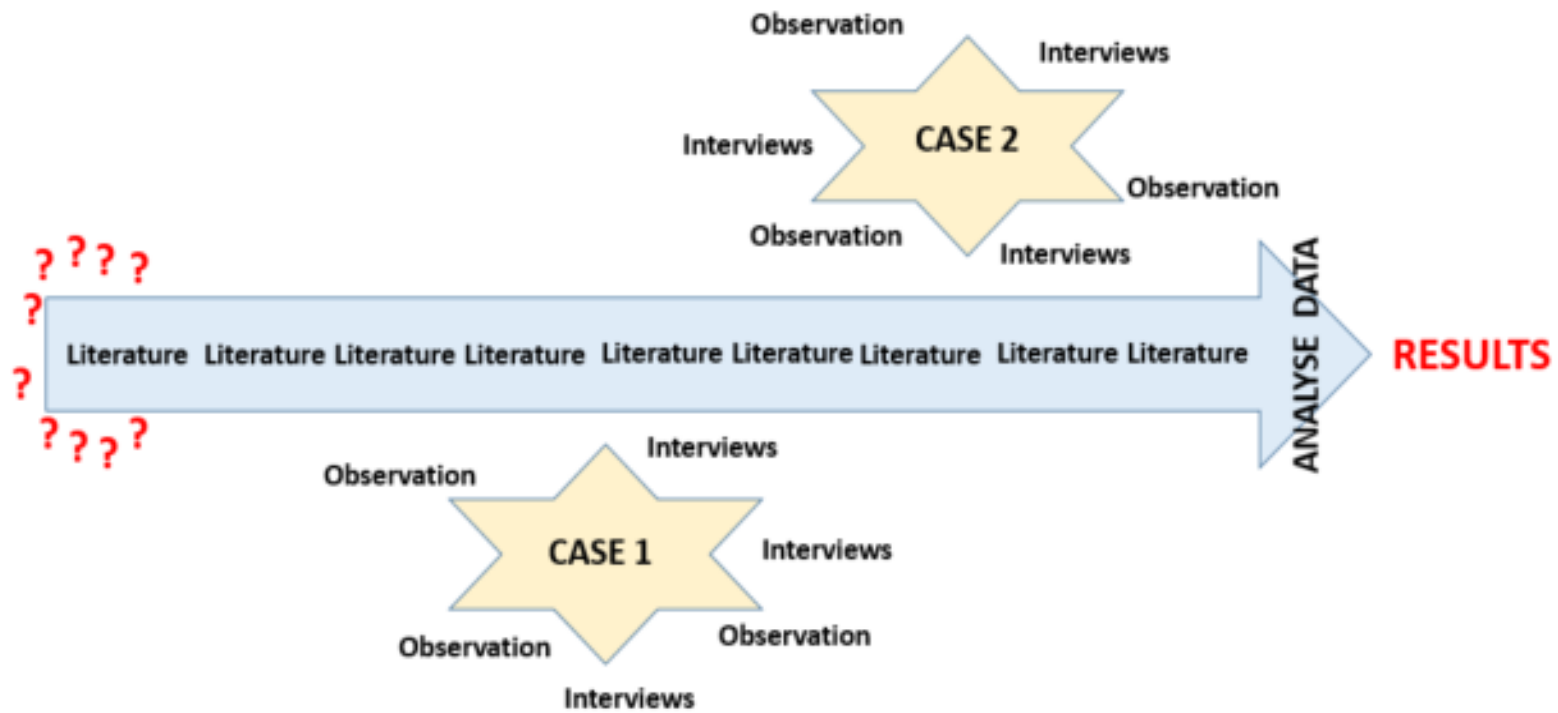 Observation
Interviews
CASE 2
Interviews
Observation
Observation
Interviews
? ? ? ?
?
?
? ? ? ?
Literature Literature Literature Literature Literature Literature Literature Literature Literature
ANALYSE DATA
RESULTS
Interviews
Observation
CASE 1
Interviews
Observation
Observation
Interviews